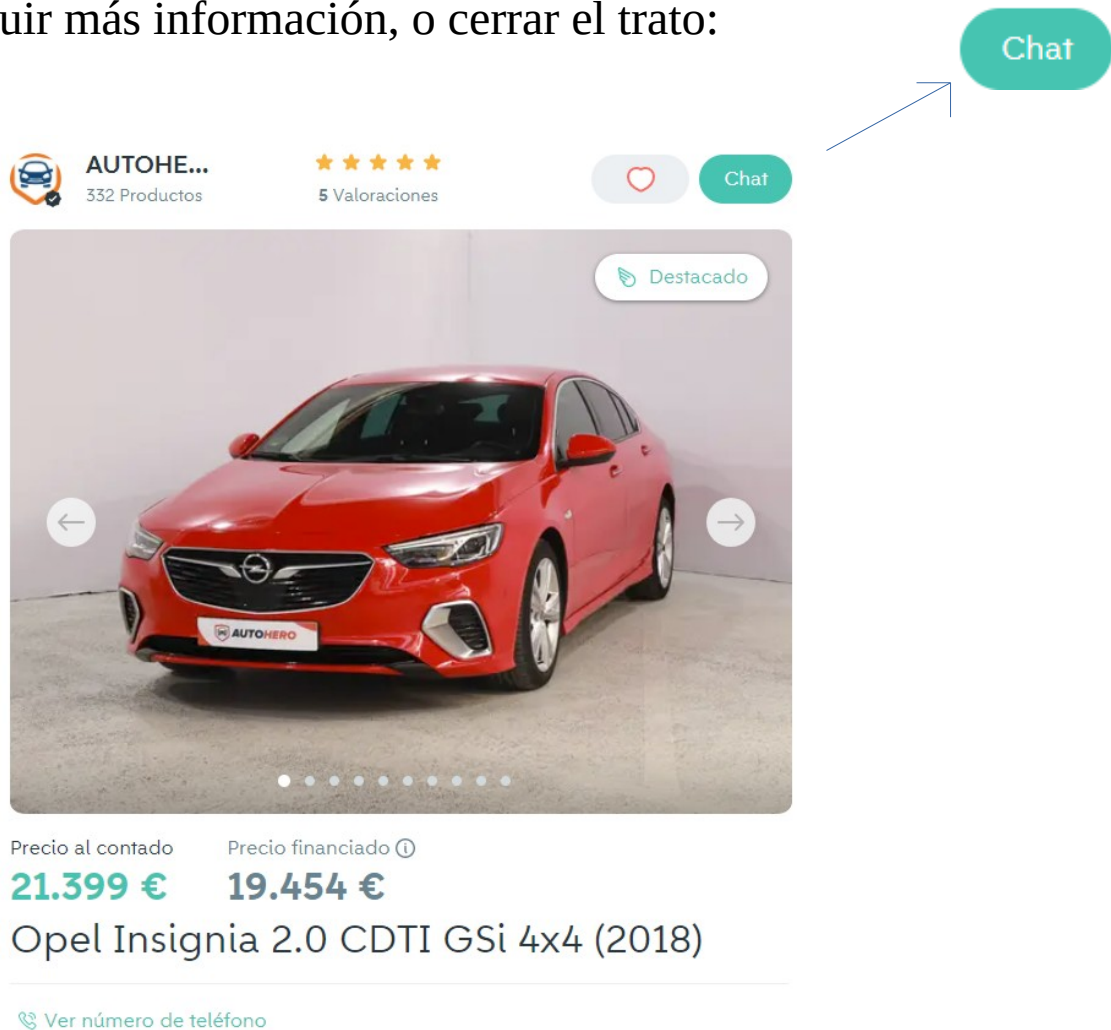 uir más información, o cerrar el trato:
Chat
AUTOHE...
332 Productos
5 Valoraciones
Chat
Destacado
AUTOHERO
Precio al contado
Precio financiado
21.399 €
19.454 €
Opel Insignia 2.0 CDTI GSi 4x4 (2018)
Ver número de teléfono